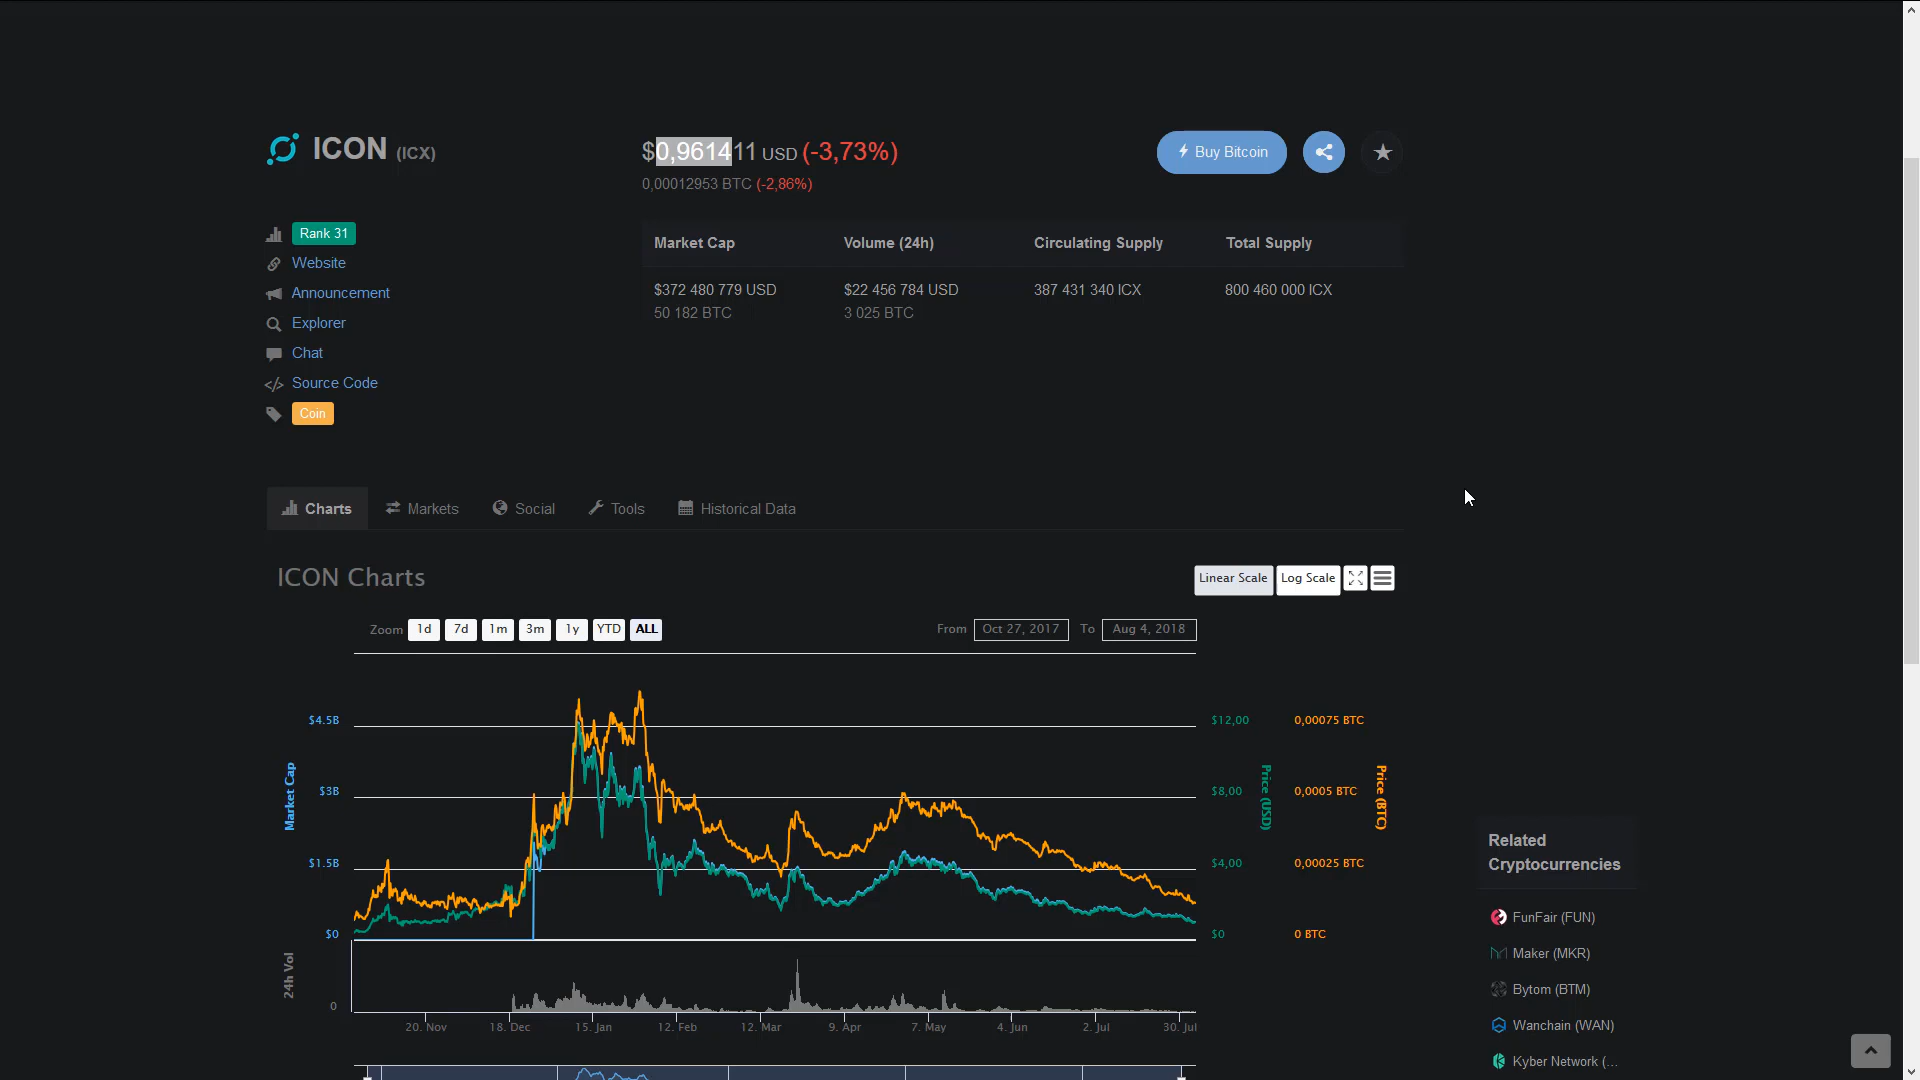 ICON (ICX)
$0,961411 USD (-3,73%)
0,00012953 BTC (-2,86%)
Buy Bitcoin
Rank 31
Website
Announcement
Explorer
Chat
Source Code
Coin
Market Cap Volume (24h) Circulating Supply Total Supply
$372 480 779 USD $22 456 784 USD 387 431 340 ICX 800 460 000 ICX
50 182 BTC 3 025 BTC
Charts Markets Social Tools Historical Data
ICON Charts
Linear Scale Log Scale
Zoom 1d 7d 1m 3m 1y YTD ALL
From Oct 27, 2017 To Aug 4, 2018
$4.5B $12,00 0,00075 BTC
$3B $8,00 0,0005 BTC
$1.5B $4,00 0,00025 BTC
$0 $0 0 BTC
Market Cap
Price (USD)
Price (BTC)
24h Vol
0
20. Nov 18. Dec 15. Jan 12. Feb 12. Mar 9. Apr 7. May 4. Jun 2. Jul 30. Jul
Related
Cryptocurrencies
FunFair (FUN)
Maker (MKR)
Bytom (BTM)
Wanchain (WAN)
Kyber Network (...